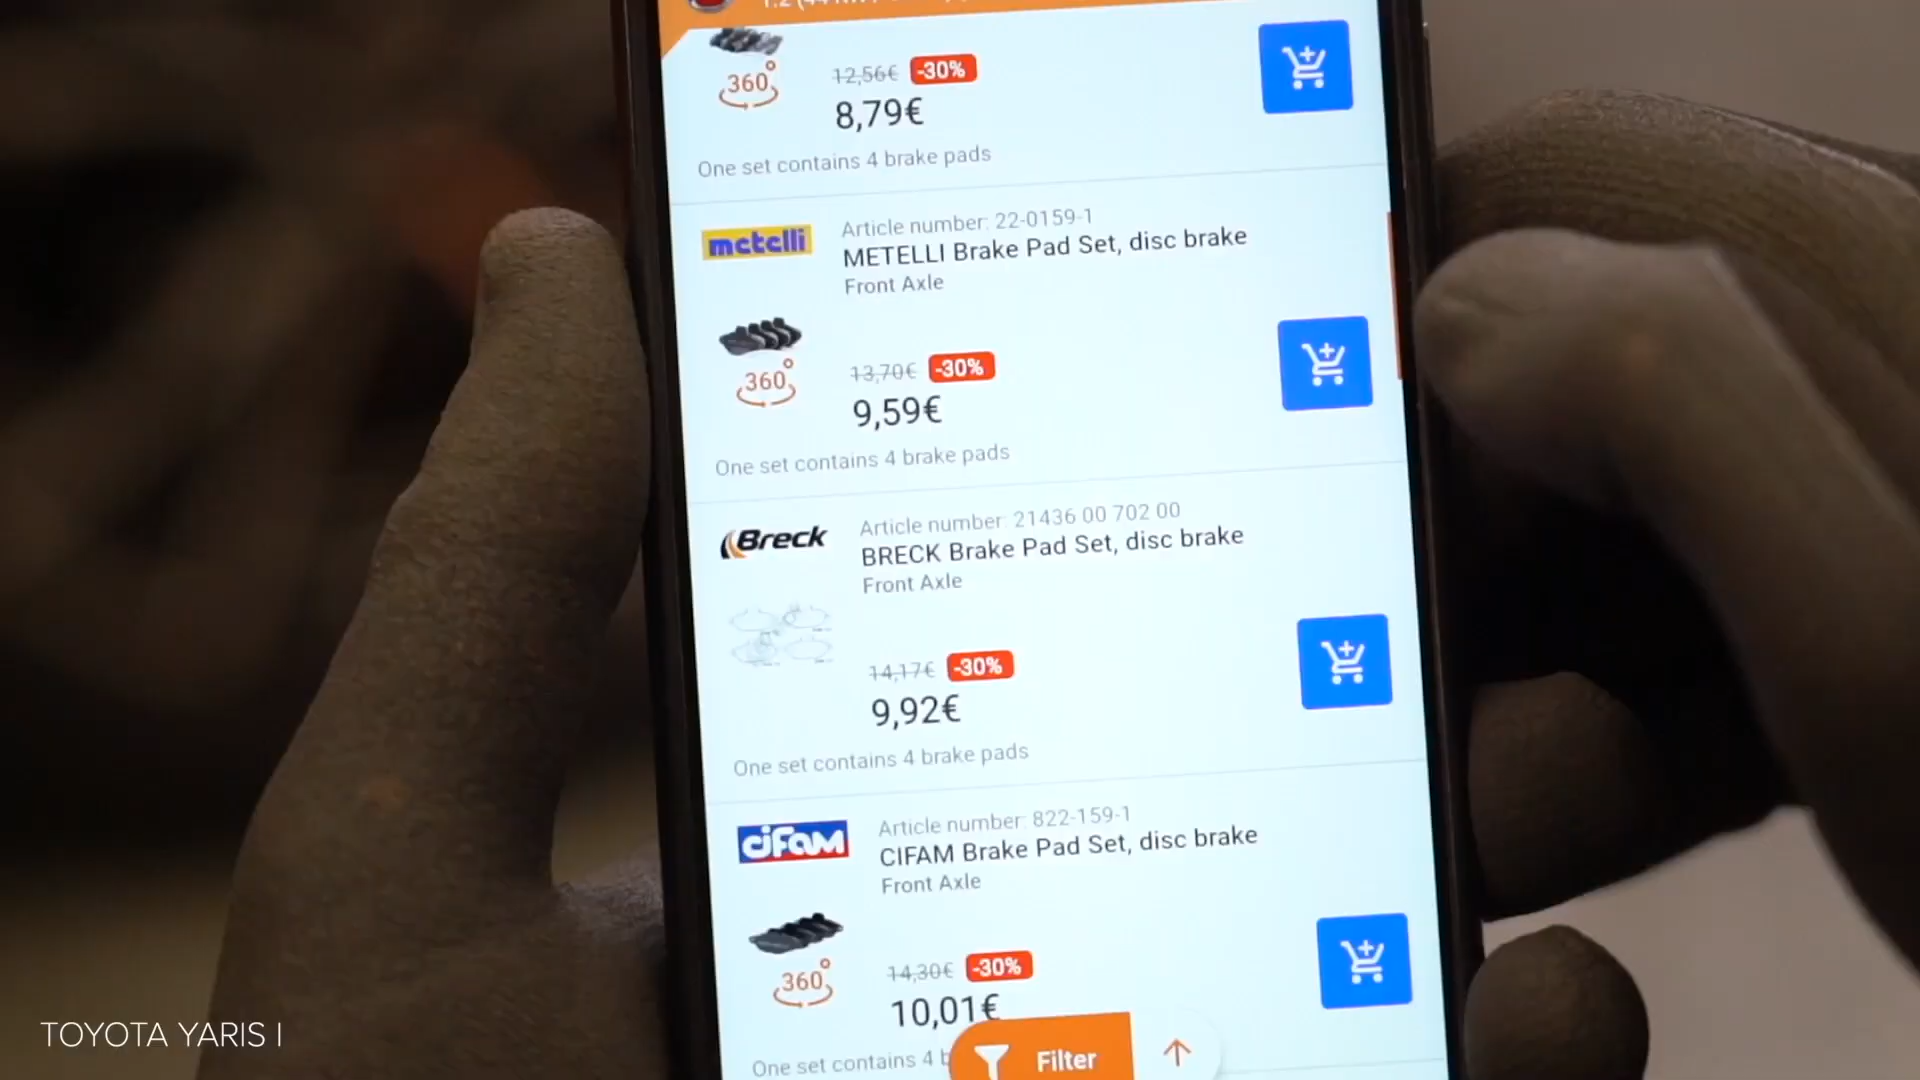 12,56€ -30%
360°
8,79€
One set contains 4 brake pads
metelli
Article number: 22-0159-1
METELLI Brake Pad Set, disc brake
Front Axle
13,70€ -30%
360°
9,59€
One set contains 4 brake pads
Breck
Article number: 21436 00 702 00
BRECK Brake Pad Set, disc brake
Front Axle
14,17€ -30%
9,92€
One set contains 4 brake pads
CIFAM
Article number: 822-159-1
CIFAM Brake Pad Set, disc brake
Front Axle
14,30€ -30%
360°
10,01€
One set contains 4 b
Filter
TOYOTA YARIS I